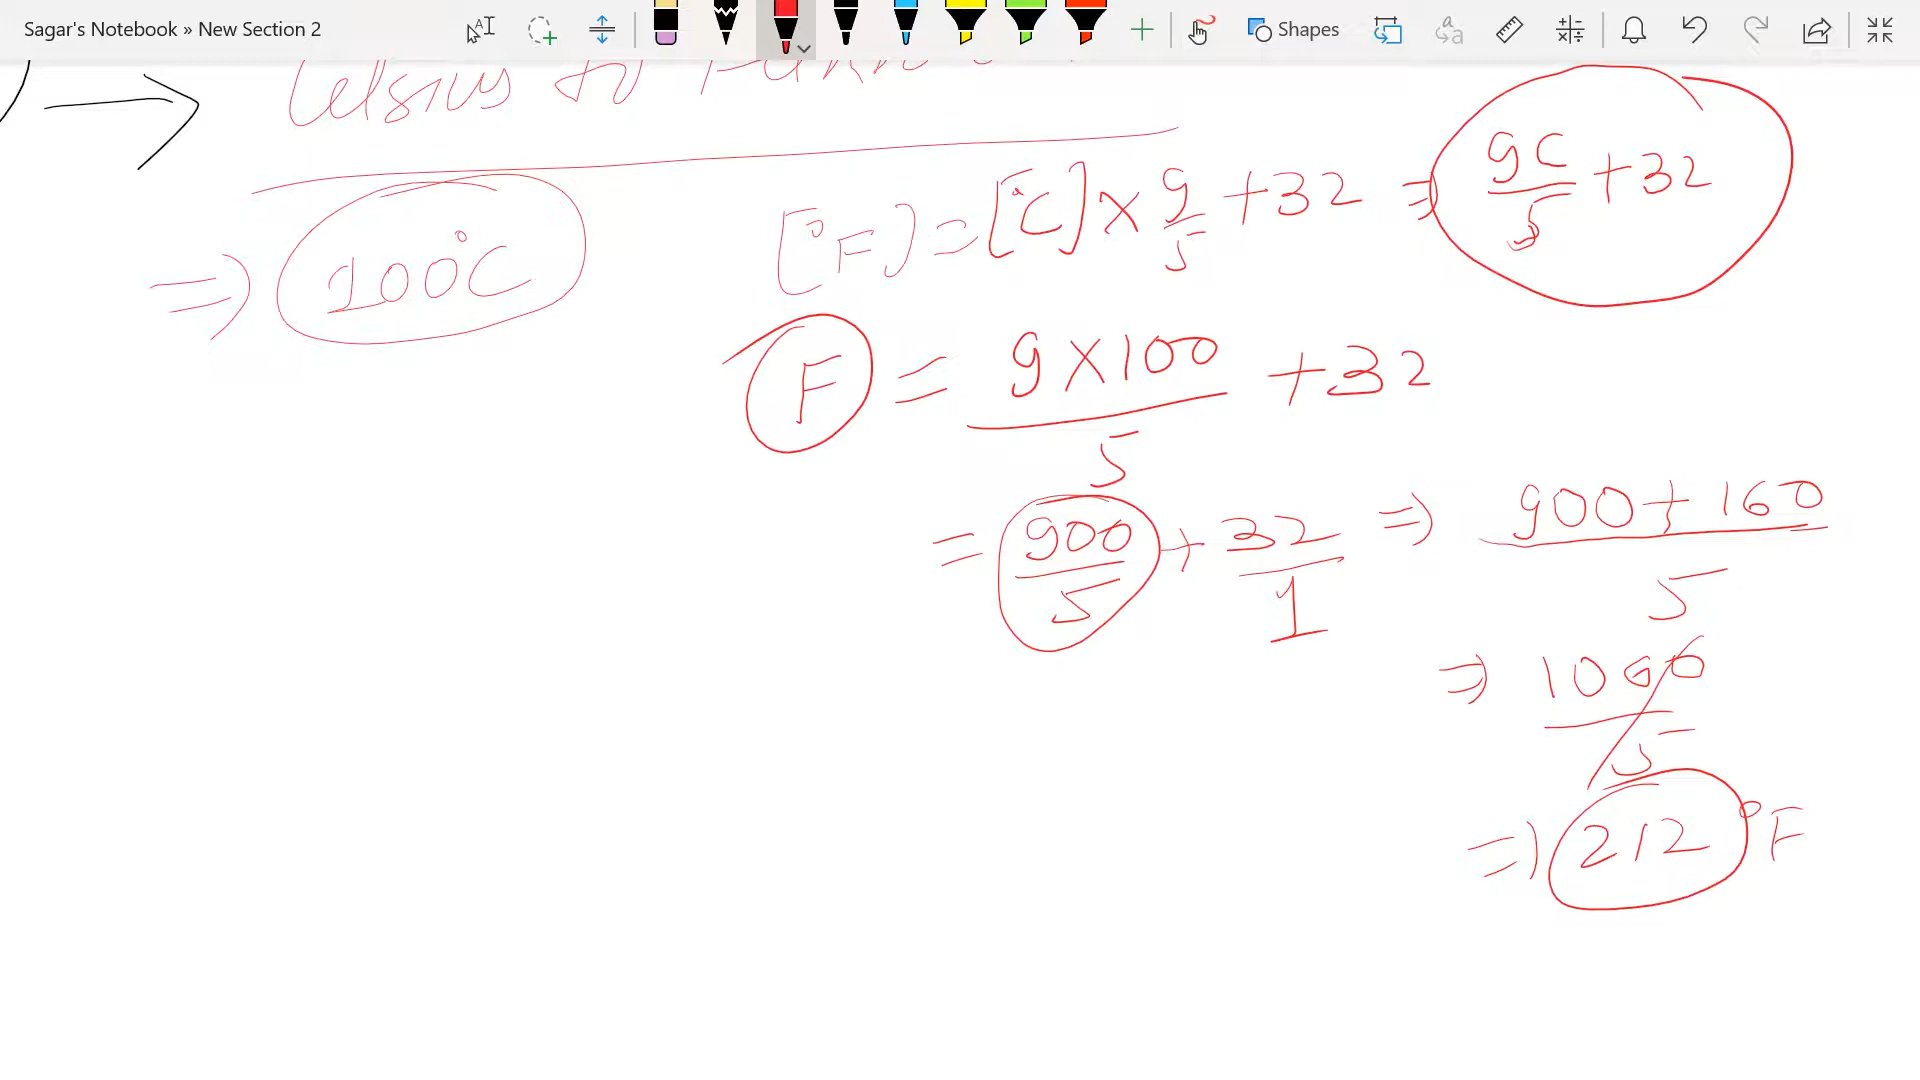 Sagar's Notebook » New Section 2
Shapes
Celsius to
[°F] = [°C] × 9/5 + 32 ⇒ 9C/5 + 32
⇒ 100°C
F = 9×100/5 + 32
= 900/5 + 32/1 ⇒ 900 + 160/5
⇒ 1060/5
⇒ 212 °F